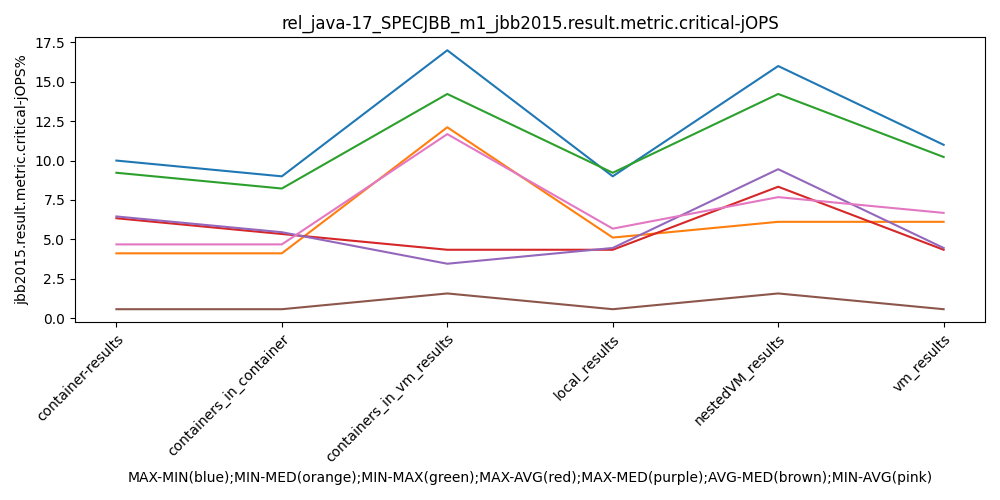 rel_java-17_SPECJBB_m1_jbb2015.result.metric.critical-jOPS
jbb2015.result.metric.critical-jOPS%
17.5
15.0
12.5
10.0
7.5
5.0
2.5
0.0
container-results
containers_in_container
containers_in_vm_results
local_results
nestedVM_results
vm_results
MAX-MIN(blue);MIN-MED(orange);MIN-MAX(green);MAX-AVG(red);MAX-MED(purple);AVG-MED(brown);MIN-AVG(pink)